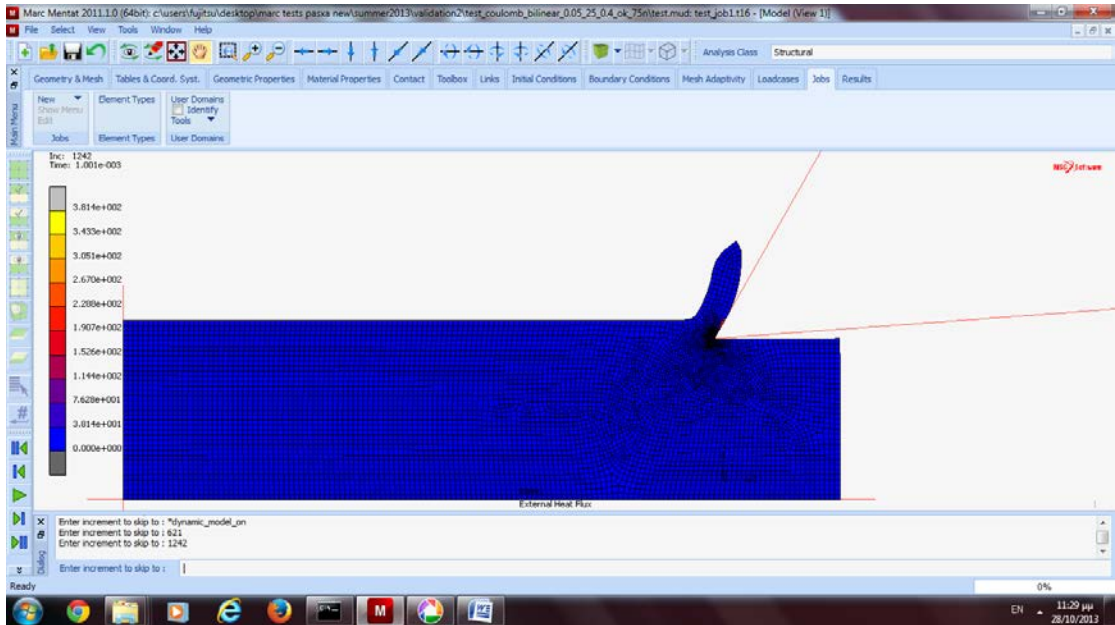 Marc Mentat 2011.1.0 (64bit): c:\users\fujitsu\desktop\marc tests pasxa new\summer2013\validation2\test_coulomb_bilinear_0.05_25_0.4_ok_75n\test.mud: test_job1.t16 - [Model (View 1)]
File Select View Tools Window Help
Analysis Class Structural
Geometry & Mesh Tables & Coord. Syst. Geometric Properties Material Properties Contact Toolbox Links Initial Conditions Boundary Conditions Mesh Adaptivity Loadcases Jobs Results
Main Menu
New Element Types User Domains
Show Menu Identify
Edit Tools
Jobs Element Types User Domains
Inc: 1242
Time: 1.001e-003
MSC Software
3.814e+002
3.433e+002
3.051e+002
2.670e+002
2.288e+002
1.907e+002
1.526e+002
1.144e+002
7.628e+001
3.814e+001
0.000e+000
External Heat Flux
1
Dialog
Enter increment to skip to : *dynamic_model_on
Enter increment to skip to : 621
Enter increment to skip to : 1242
Enter increment to skip to :
Ready 0%
EN 11:29 μμ
28/10/2013